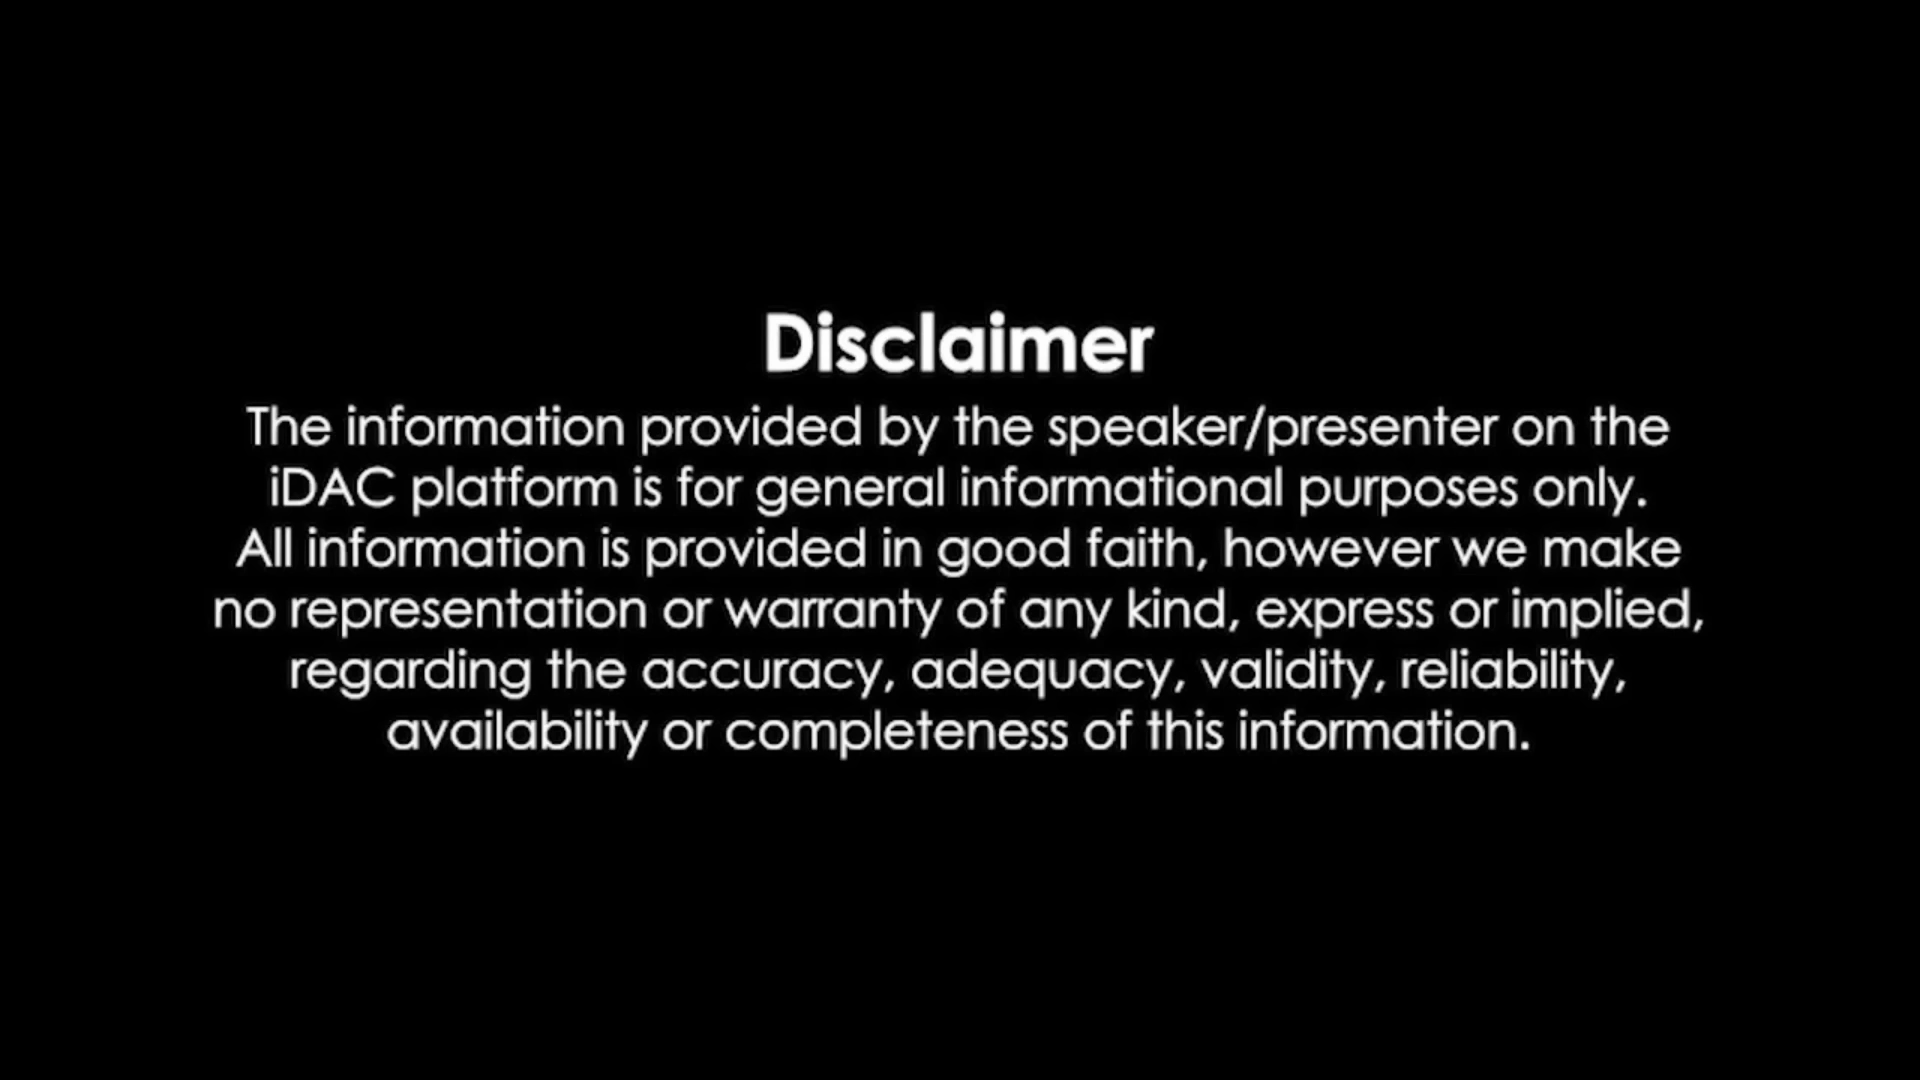 Disclaimer
The information provided by the speaker/presenter on the
iDAC platform is for general informational purposes only.
All information is provided in good faith, however we make
no representation or warranty of any kind, express or implied,
regarding the accuracy, adequacy, validity, reliability,
availability or completeness of this information.